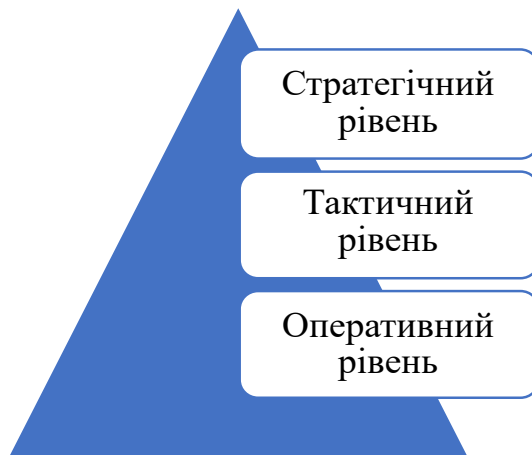 Стратегічний
рівень
Тактичний
рівень
Оперативний
рівень